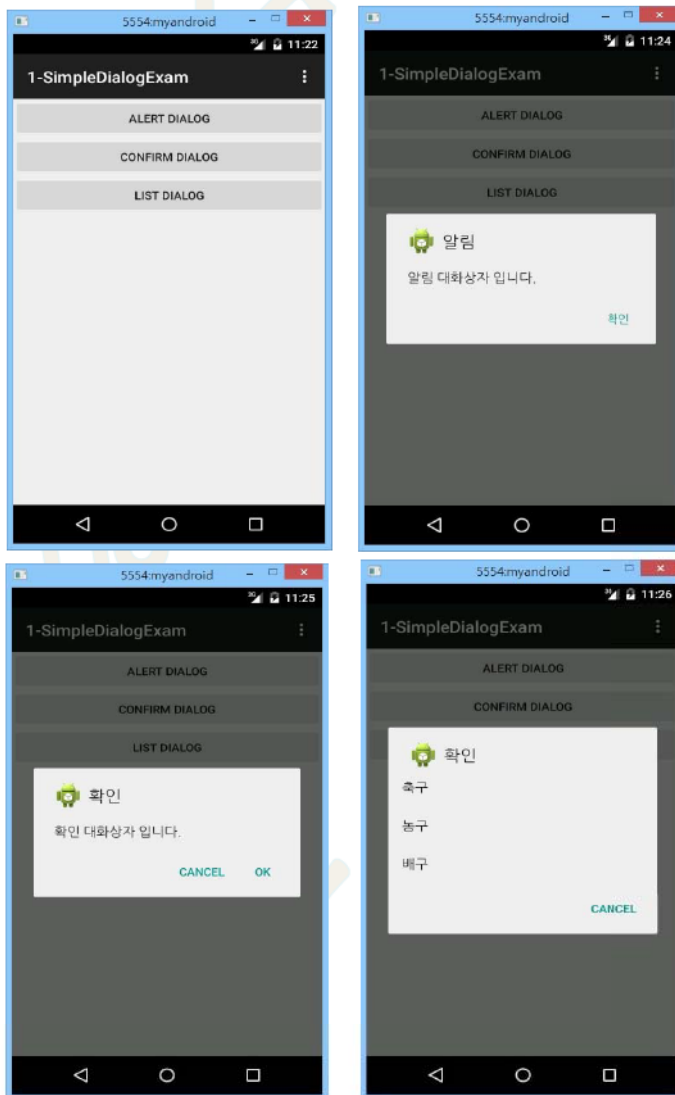 5554:myandroid
3G 11:22
1-SimpleDialogExam
ALERT DIALOG
CONFIRM DIALOG
LIST DIALOG
5554:myandroid
3G 11:24
1-SimpleDialogExam
ALERT DIALOG
CONFIRM DIALOG
LIST DIALOG
알림
알림 대화상자 입니다.
확인
5554:myandroid
3G 11:25
1-SimpleDialogExam
ALERT DIALOG
CONFIRM DIALOG
LIST DIALOG
확인
확인 대화상자 입니다.
CANCEL OK
5554:myandroid
3G 11:26
1-SimpleDialogExam
ALERT DIALOG
CONFIRM DIALOG
확인
축구
농구
배구
CANCEL